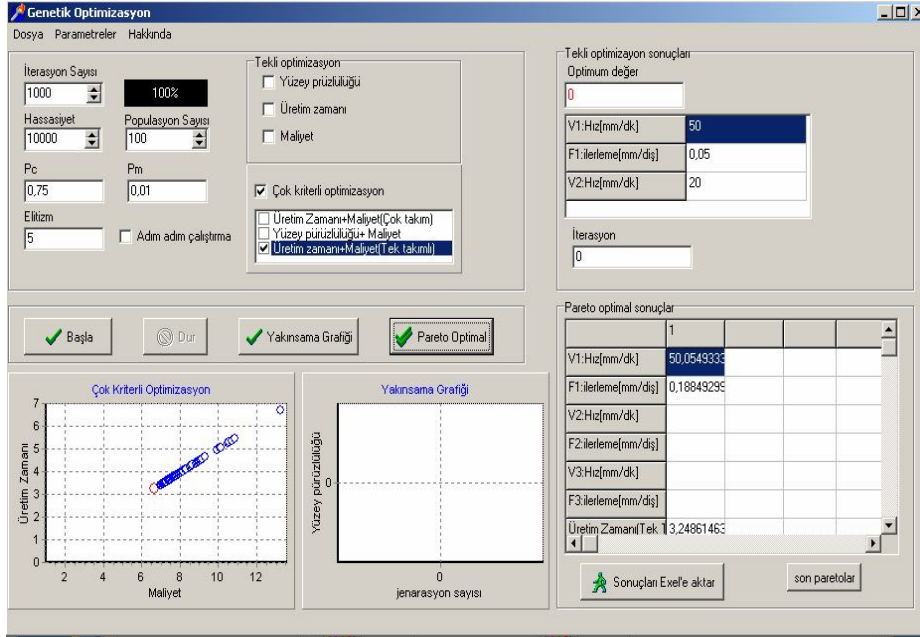 Genetik Optimizasyon
Dosya Parametreler Hakkında
İterasyon Sayısı
1000
100%
Hassasiyet
10000
Populasyon Sayısı
100
Pc
0,75
Pm
0,01
Elitizm
5
Adım adım çalıştırma
Tekli optimizasyon
Yüzey prüzlülüğü
Üretim zamanı
Maliyet
Çok kriterli optimizasyon
Üretim Zamanı+Maliyet(Çok takım)
Yüzey pürüzlülüğü+ Maliyet
Üretim zamanı+Maliyet(Tek takımlı)
Tekli optimizayon sonuçları
Optimum değer
0
V1:Hız[mm/dk] 50
F1:ilerleme[mm/diş] 0,05
V2:Hız[mm/dk] 20
İterasyon
0
Başla
Dur
Yakınsama Grafiği
Pareto Optimal
Çok Kriterli Optimizasyon
Üretim Zamanı
7
6
5
4
3
2
1
0
2 4 6 8 10 12
Maliyet
Yakınsama Grafiği
Yüzey pürüzlülüğü
0
0
jenarasyon sayısı
Pareto optimal sonuçlar
1
V1:Hız[mm/dk] 50,0549333
F1:ilerleme[mm/diş] 0,18849299
V2:Hız[mm/dk]
F2:ilerleme[mm/diş]
V3:Hız[mm/dk]
F3:ilerleme[mm/diş]
Üretim Zamanı(Tek T 3,24861463
Sonuçları Exel'e aktar
son paretolar